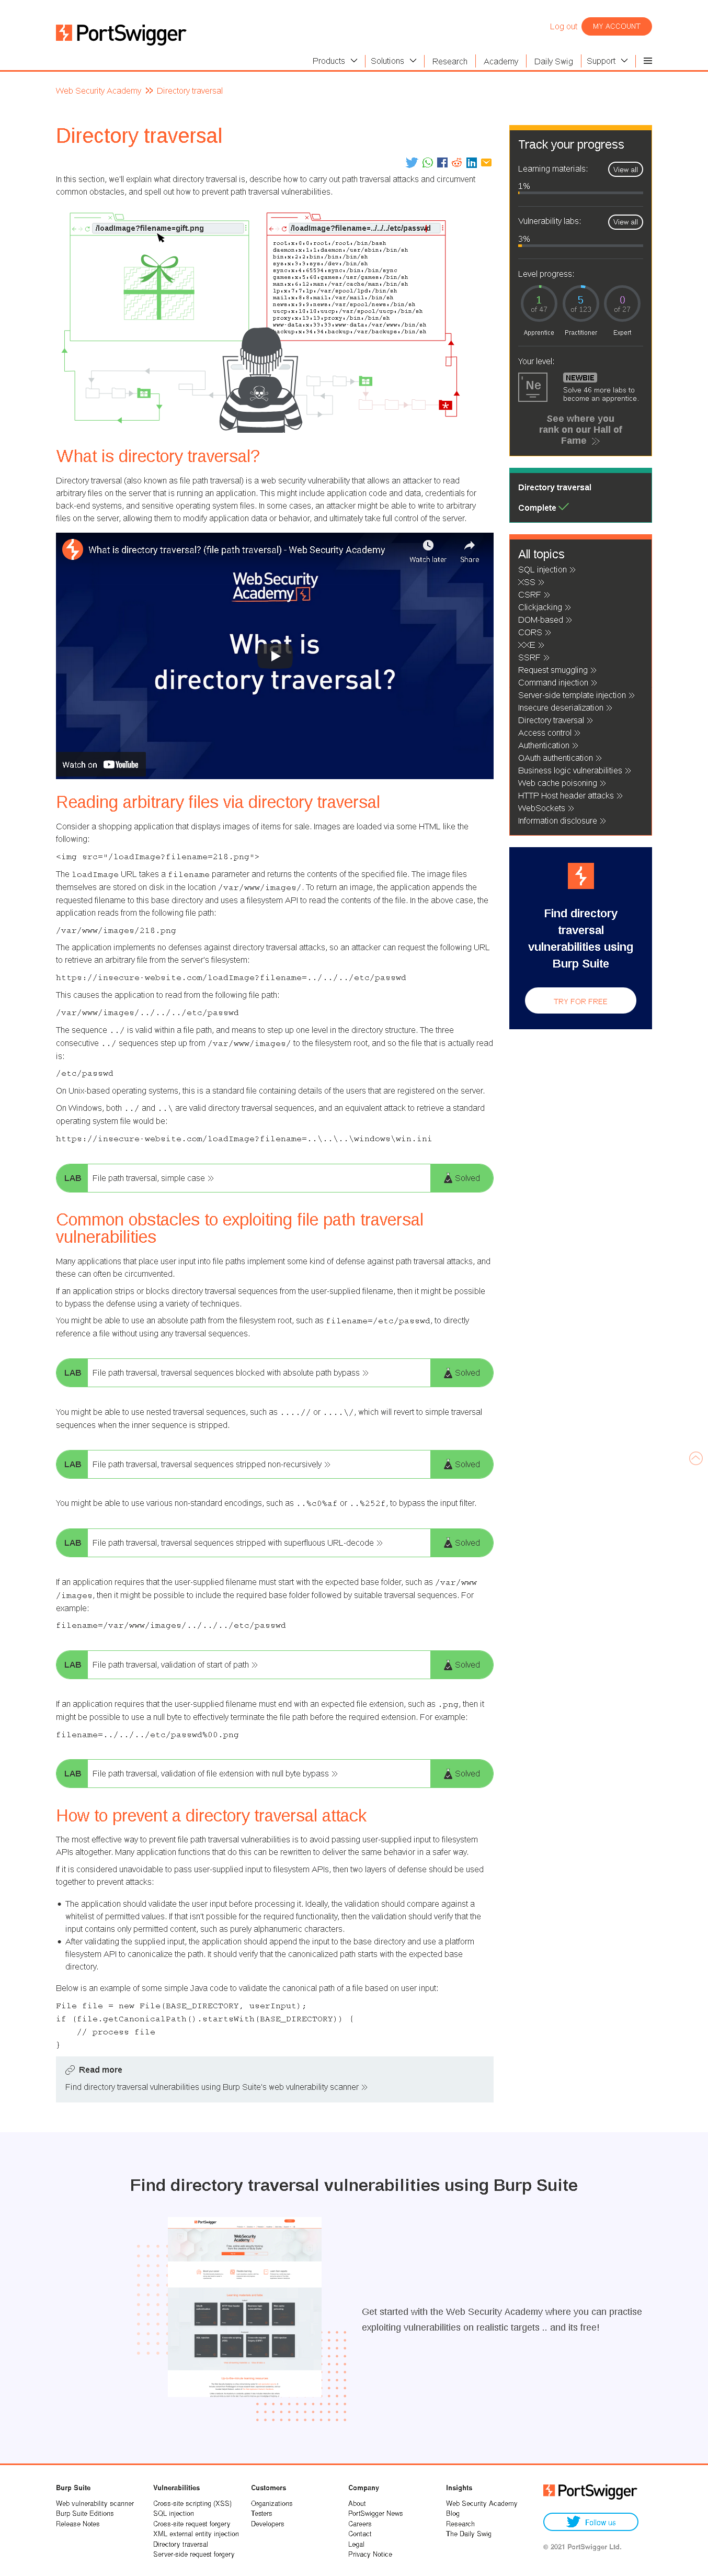 PortSwigger
Log out
MY ACCOUNT
Products
Solutions
Research
Academy
Daily Swig
Support
Web Security Academy
Directory traversal
Directory traversal
In this section, we'll explain what directory traversal is, describe how to carry out path traversal attacks and circumvent
common obstacles, and spell out how to prevent path traversal vulnerabilities.
/loadImage?filename=gift.png
/loadImage?filename=../../../etc/passwd
root:x:0:0:root:/root:/bin/bash
daemon:x:1:1:daemon:/usr/sbin:/bin/sh
bin:x:2:2:bin:/bin:/bin/sh
sys:x:3:3:sys:/dev:/bin/sh
sync:x:4:65534:sync:/bin:/bin/sync
games:x:5:60:games:/usr/games:/bin/sh
man:x:6:12:man:/var/cache/man:/bin/sh
lp:x:7:7:lp:/var/spool/lpd:/bin/sh
mail:x:8:8:mail:/var/mail:/bin/sh
news:x:9:9:news:/var/spool/news:/bin/sh
uucp:x:10:10:uucp:/var/spool/uucp:/bin/sh
proxy:x:13:13:proxy:/bin:/bin/sh
www-data:x:33:33:www-data:/var/www:/bin/sh
backup:x:34:34:backup:/var/backups:/bin/sh
What is directory traversal?
Directory traversal (also known as file path traversal) is a web security vulnerability that allows an attacker to read
arbitrary files on the server that is running an application. This might include application code and data, credentials for
back-end systems, and sensitive operating system files. In some cases, an attacker might be able to write to arbitrary
files on the server, allowing them to modify application data or behavior, and ultimately take full control of the server.
What is directory traversal? (file path traversal) - Web Security Academy
Watch later
Share
WebSecurity
Academy
What is
directory traversal?
Watch on YouTube
Reading arbitrary files via directory traversal
Consider a shopping application that displays images of items for sale. Images are loaded via some HTML like the
following:
<img src="/loadImage?filename=218.png">
The loadImage URL takes a filename parameter and returns the contents of the specified file. The image files
themselves are stored on disk in the location /var/www/images/. To return an image, the application appends the
requested filename to this base directory and uses a filesystem API to read the contents of the file. In the above case, the
application reads from the following file path:
/var/www/images/218.png
The application implements no defenses against directory traversal attacks, so an attacker can request the following URL
to retrieve an arbitrary file from the server's filesystem:
https://insecure-website.com/loadImage?filename=../../../etc/passwd
This causes the application to read from the following file path:
/var/www/images/../../../etc/passwd
The sequence ../ is valid within a file path, and means to step up one level in the directory structure. The three
consecutive ../ sequences step up from /var/www/images/ to the filesystem root, and so the file that is actually read
is:
/etc/passwd
On Unix-based operating systems, this is a standard file containing details of the users that are registered on the server.
On Windows, both ../ and ..\ are valid directory traversal sequences, and an equivalent attack to retrieve a standard
operating system file would be:
https://insecure-website.com/loadImage?filename=..\..\..\windows\win.ini
LAB
File path traversal, simple case
Solved
Common obstacles to exploiting file path traversal
vulnerabilities
Many applications that place user input into file paths implement some kind of defense against path traversal attacks, and
these can often be circumvented.
If an application strips or blocks directory traversal sequences from the user-supplied filename, then it might be possible
to bypass the defense using a variety of techniques.
You might be able to use an absolute path from the filesystem root, such as filename=/etc/passwd, to directly
reference a file without using any traversal sequences.
LAB
File path traversal, traversal sequences blocked with absolute path bypass
Solved
You might be able to use nested traversal sequences, such as ....// or ....\/, which will revert to simple traversal
sequences when the inner sequence is stripped.
LAB
File path traversal, traversal sequences stripped non-recursively
Solved
You might be able to use various non-standard encodings, such as ..%c0%af or ..%252f, to bypass the input filter.
LAB
File path traversal, traversal sequences stripped with superfluous URL-decode
Solved
If an application requires that the user-supplied filename must start with the expected base folder, such as /var/www
/images, then it might be possible to include the required base folder followed by suitable traversal sequences. For
example:
filename=/var/www/images/../../../etc/passwd
LAB
File path traversal, validation of start of path
Solved
If an application requires that the user-supplied filename must end with an expected file extension, such as .png, then it
might be possible to use a null byte to effectively terminate the file path before the required extension. For example:
filename=../../../etc/passwd%00.png
LAB
File path traversal, validation of file extension with null byte bypass
Solved
How to prevent a directory traversal attack
The most effective way to prevent file path traversal vulnerabilities is to avoid passing user-supplied input to filesystem
APIs altogether. Many application functions that do this can be rewritten to deliver the same behavior in a safer way.
If it is considered unavoidable to pass user-supplied input to filesystem APIs, then two layers of defense should be used
together to prevent attacks:
The application should validate the user input before processing it. Ideally, the validation should compare against a
whitelist of permitted values. If that isn't possible for the required functionality, then the validation should verify that the
input contains only permitted content, such as purely alphanumeric characters.
After validating the supplied input, the application should append the input to the base directory and use a platform
filesystem API to canonicalize the path. It should verify that the canonicalized path starts with the expected base
directory.
Below is an example of some simple Java code to validate the canonical path of a file based on user input:
File file = new File(BASE_DIRECTORY, userInput);
if (file.getCanonicalPath().startsWith(BASE_DIRECTORY)) {
// process file
}
Read more
Find directory traversal vulnerabilities using Burp Suite's web vulnerability scanner
Track your progress
Learning materials:
View all
1%
Vulnerability labs:
View all
3%
Level progress:
1
of 47
5
of 123
0
of 27
Apprentice
Practitioner
Expert
Your level:
Ne
NEWBIE
Solve 46 more labs to
become an apprentice.
See where you
rank on our Hall of
Fame
Directory traversal
Complete
All topics
SQL injection
XSS
CSRF
Clickjacking
DOM-based
CORS
XXE
SSRF
Request smuggling
Command injection
Server-side template injection
Insecure deserialization
Directory traversal
Access control
Authentication
OAuth authentication
Business logic vulnerabilities
Web cache poisoning
HTTP Host header attacks
WebSockets
Information disclosure
Find directory
traversal
vulnerabilities using
Burp Suite
TRY FOR FREE
Find directory traversal vulnerabilities using Burp Suite
PortSwigger
WebSecurity
Academy
Get started with the Web Security Academy where you can practise
exploiting vulnerabilities on realistic targets .. and its free!
Burp Suite
Web vulnerability scanner
Burp Suite Editions
Release Notes
Vulnerabilities
Cross-site scripting (XSS)
SQL injection
Cross-site request forgery
XML external entity injection
Directory traversal
Server-side request forgery
Customers
Organizations
Testers
Developers
Company
About
PortSwigger News
Careers
Contact
Legal
Privacy Notice
Insights
Web Security Academy
Blog
Research
The Daily Swig
PortSwigger
Follow us
© 2021 PortSwigger Ltd.